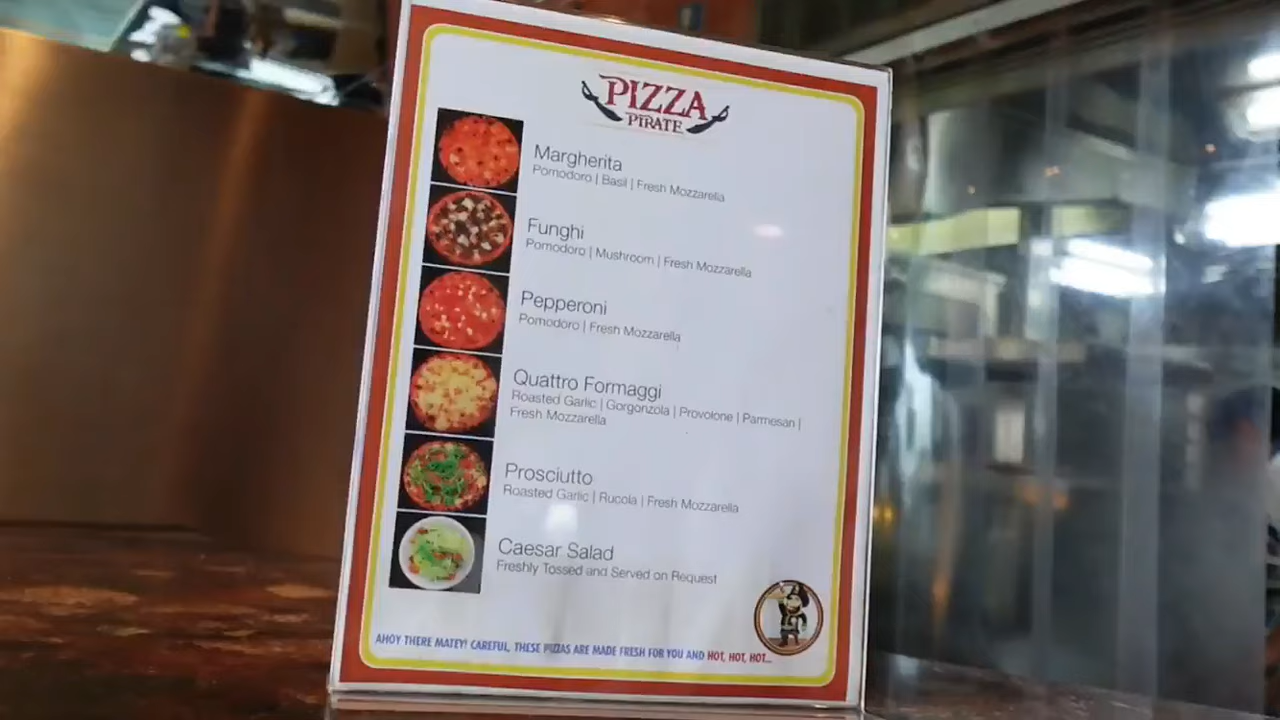 PIZZA
PIRATE
Margherita
Pomodoro | Basil | Fresh Mozzarella
Funghi
Pomodoro | Mushroom | Fresh Mozzarella
Pepperoni
Pomodoro | Fresh Mozzarella
Quattro Formaggi
Roasted Garlic | Gorgonzola | Provolone | Parmesan |
Fresh Mozzarella
Prosciutto
Roasted Garlic | Rucola | Fresh Mozzarella
Caesar Salad
Freshly Tossed and Served on Request
AHOY THERE MATEY! CAREFUL, THESE PIZZAS ARE MADE FRESH FOR YOU AND HOT, HOT, HOT...